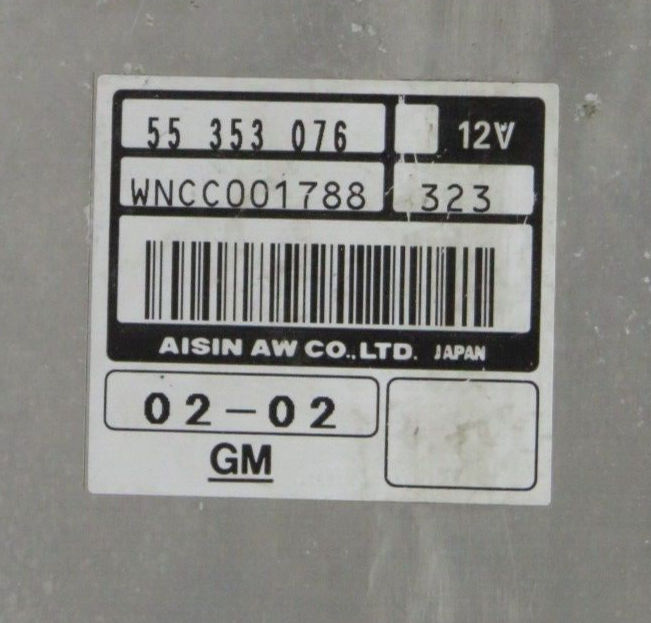 55 353 076 12V
WNCC001788 323
AISIN AW CO.,LTD. JAPAN
02-02
GM